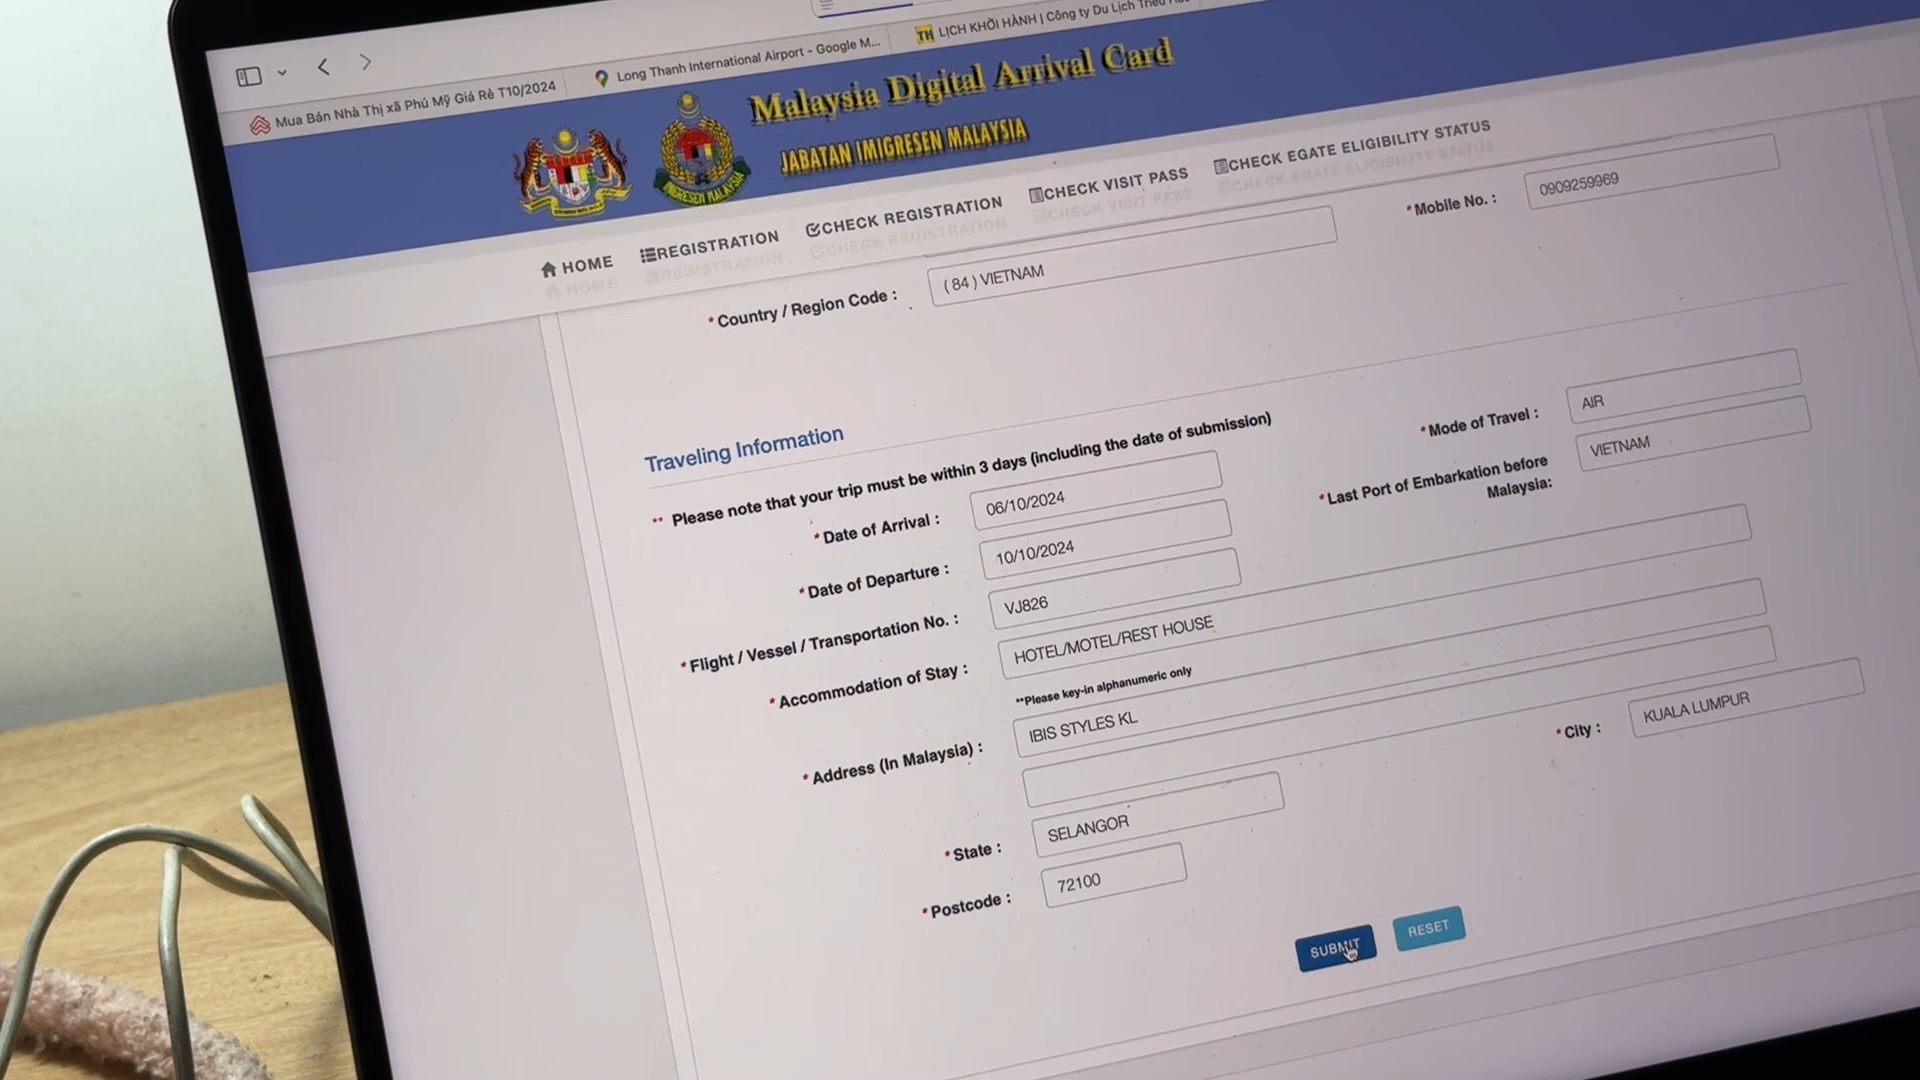 Mua Bán Nhà Thị xã Phú Mỹ Giá Rẻ T10/2024
Long Thanh International Airport - Google M...
TH LỊCH KHỞI HÀNH | Công ty Du Lịch
Malaysia Digital Arrival Card
JABATAN IMIGRESEN MALAYSIA
HOME
REGISTRATION
CHECK REGISTRATION
CHECK VISIT PASS
CHECK EGATE ELIGIBILITY STATUS
* Country / Region Code :
( 84 ) VIETNAM
* Mobile No. :
0909259969
Traveling Information
** Please note that your trip must be within 3 days (including the date of submission)
* Date of Arrival :
06/10/2024
* Mode of Travel :
AIR
* Date of Departure :
10/10/2024
* Last Port of Embarkation before
Malaysia:
VIETNAM
* Flight / Vessel / Transportation No. :
VJ826
* Accommodation of Stay :
HOTEL/MOTEL/REST HOUSE
**Please key-in alphanumeric only
* Address (In Malaysia) :
IBIS STYLES KL
* State :
SELANGOR
* City :
KUALA LUMPUR
* Postcode :
72100
SUBMIT
RESET